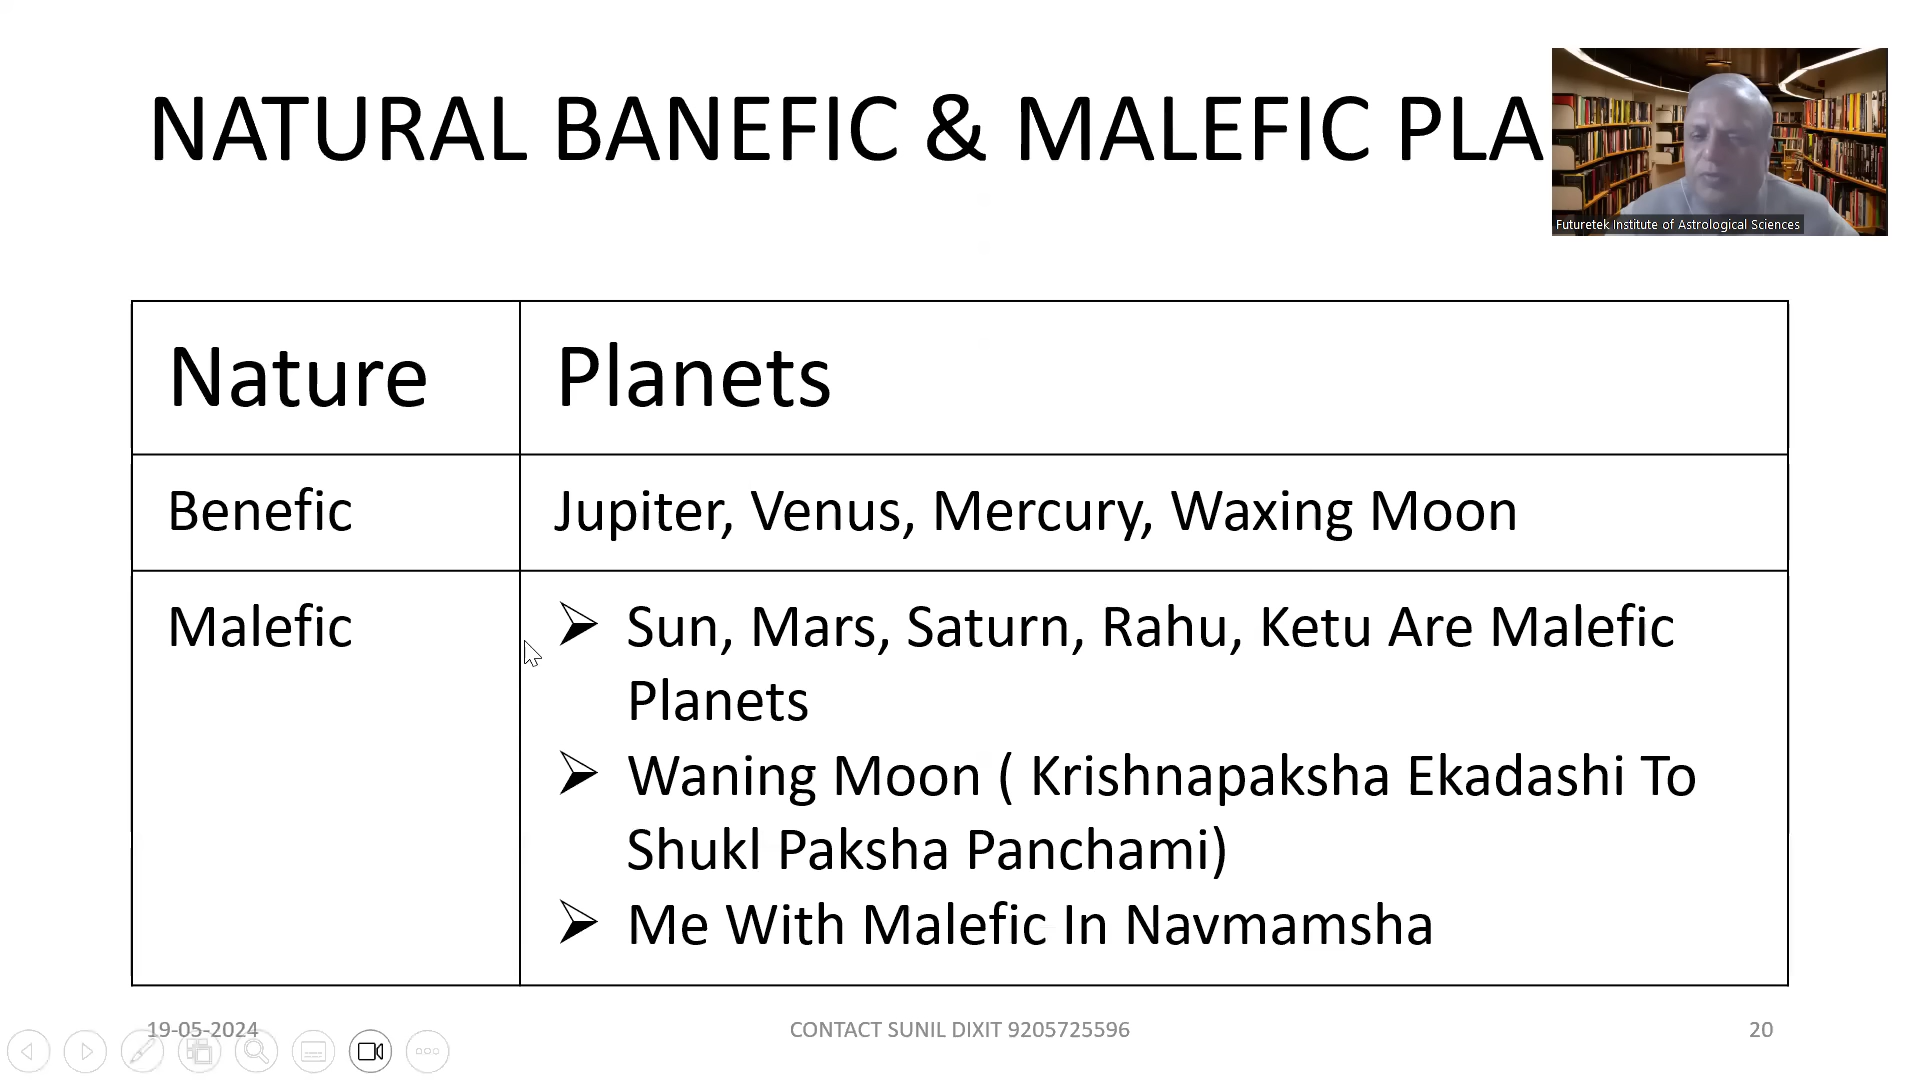 NATURAL BANEFIC & MALEFIC PLA
Futuretek Institute of Astrological Sciences
Nature
Planets
Benefic
Jupiter, Venus, Mercury, Waxing Moon
Malefic
Sun, Mars, Saturn, Rahu, Ketu Are Malefic
Planets
Waning Moon ( Krishnapaksha Ekadashi To
Shukl Paksha Panchami)
Me With Malefic In Navmamsha
19-05-2024
CONTACT SUNIL DIXIT 9205725596
20